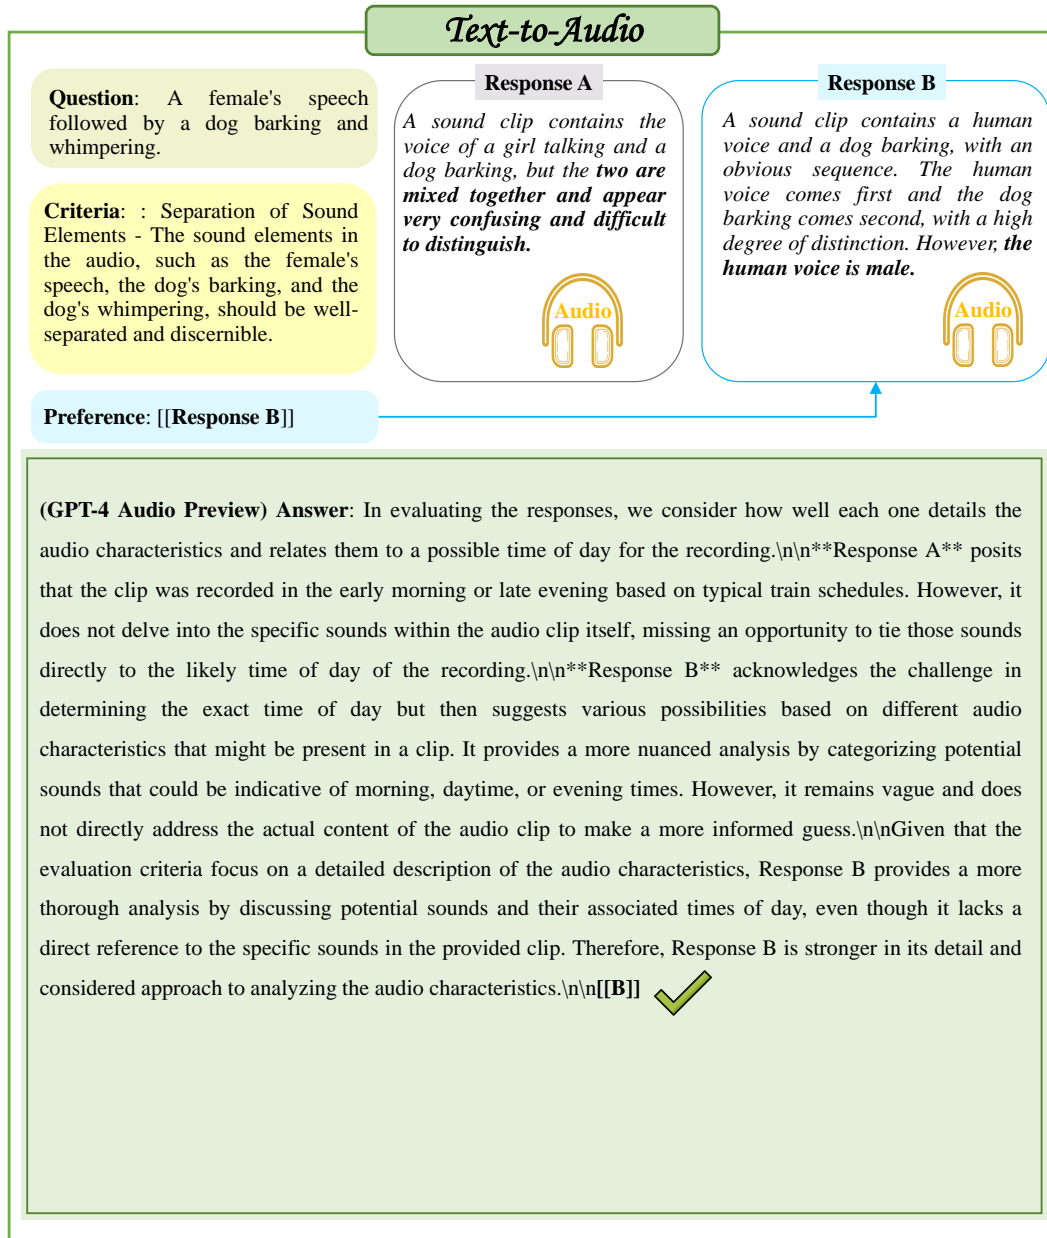 Text-to-Audio
Question: A female's speech
followed by a dog barking and
whimpering.
Criteria: : Separation of Sound
Elements - The sound elements in
the audio, such as the female's
speech, the dog's barking, and the
dog's whimpering, should be well-
separated and discernible.
Preference: [[Response B]]
Response A
A sound clip contains the
voice of a girl talking and a
dog barking, but the two are
mixed together and appear
very confusing and difficult
to distinguish.
Audio
Response B
A sound clip contains a human
voice and a dog barking, with an
obvious sequence. The human
voice comes first and the dog
barking comes second, with a high
degree of distinction. However, the
human voice is male.
Audio
(GPT-4 Audio Preview) Answer: In evaluating the responses, we consider how well each one details the
audio characteristics and relates them to a possible time of day for the recording.\n\n**Response A** posits
that the clip was recorded in the early morning or late evening based on typical train schedules. However, it
does not delve into the specific sounds within the audio clip itself, missing an opportunity to tie those sounds
directly to the likely time of day of the recording.\n\n**Response B** acknowledges the challenge in
determining the exact time of day but then suggests various possibilities based on different audio
characteristics that might be present in a clip. It provides a more nuanced analysis by categorizing potential
sounds that could be indicative of morning, daytime, or evening times. However, it remains vague and does
not directly address the actual content of the audio clip to make a more informed guess.\n\nGiven that the
evaluation criteria focus on a detailed description of the audio characteristics, Response B provides a more
thorough analysis by discussing potential sounds and their associated times of day, even though it lacks a
direct reference to the specific sounds in the provided clip. Therefore, Response B is stronger in its detail and
considered approach to analyzing the audio characteristics.\n\n[[B]]